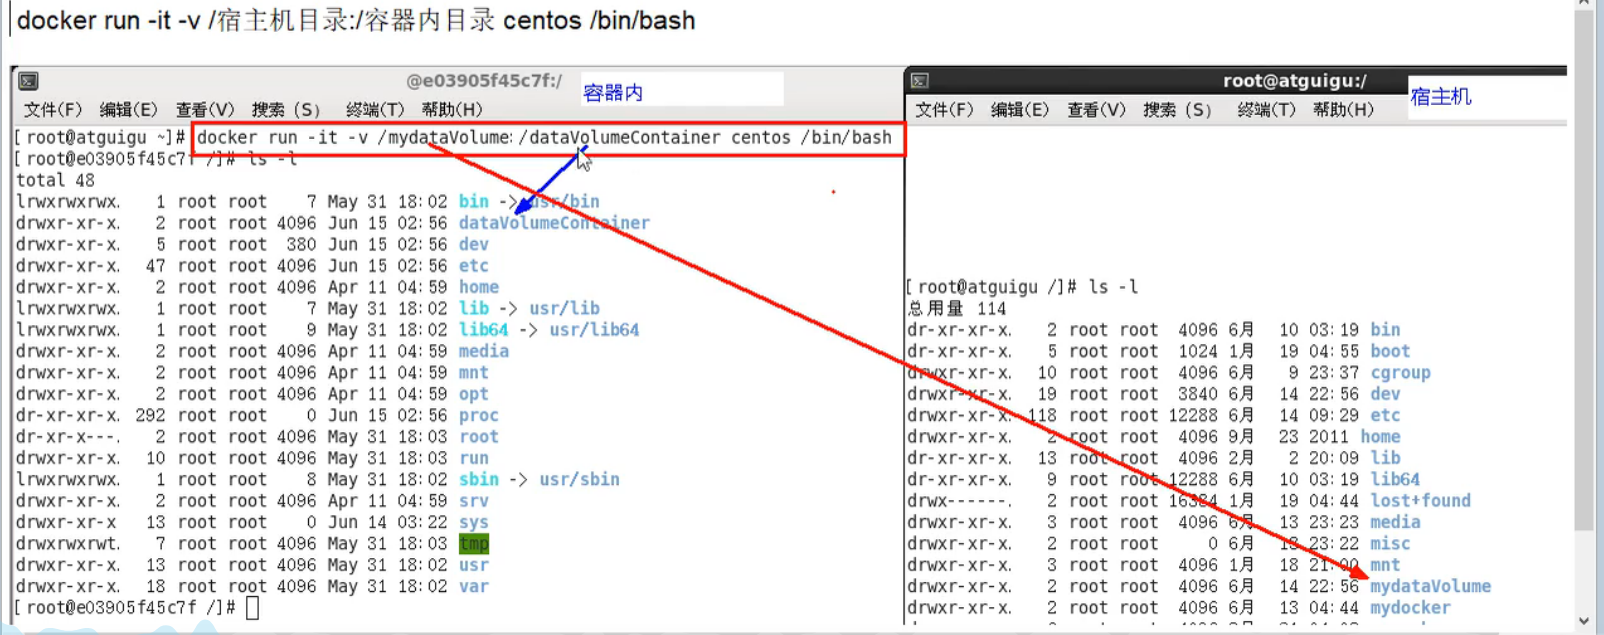 docker run -it -v /宿主机目录:/容器内目录 centos /bin/bash
@e03905f45c7f:/
容器内
文件(F) 编辑(E) 查看(V) 搜索 (S) 终端(T) 帮助(H)
[root@atguigu ~]# docker run -it -v /mydataVolume:/dataVolumeContainer centos /bin/bash
[root@e03905f45c7f /]# ls -l
total 48
lrwxrwxrwx. 1 root root 7 May 31 18:02 bin -> usr/bin
drwxr-xr-x. 2 root root 4096 Jun 15 02:56 dataVolumeContainer
drwxr-xr-x. 5 root root 380 Jun 15 02:56 dev
drwxr-xr-x. 47 root root 4096 Jun 15 02:56 etc
drwxr-xr-x. 2 root root 4096 Apr 11 04:59 home
lrwxrwxrwx. 1 root root 7 May 31 18:02 lib -> usr/lib
lrwxrwxrwx. 1 root root 9 May 31 18:02 lib64 -> usr/lib64
drwxr-xr-x. 2 root root 4096 Apr 11 04:59 media
drwxr-xr-x. 2 root root 4096 Apr 11 04:59 mnt
drwxr-xr-x. 2 root root 4096 Apr 11 04:59 opt
dr-xr-xr-x. 292 root root 0 Jun 15 02:56 proc
dr-xr-x---. 2 root root 4096 May 31 18:03 root
drwxr-xr-x. 10 root root 4096 May 31 18:03 run
lrwxrwxrwx. 1 root root 8 May 31 18:02 sbin -> usr/sbin
drwxr-xr-x. 2 root root 4096 Apr 11 04:59 srv
drwxr-xr-x 13 root root 0 Jun 14 03:22 sys
drwxrwxrwt. 7 root root 4096 May 31 18:03 tmp
drwxr-xr-x. 13 root root 4096 May 31 18:02 usr
drwxr-xr-x. 18 root root 4096 May 31 18:02 var
[root@e03905f45c7f /]#
root@atguigu:/
宿主机
文件(F) 编辑(E) 查看(V) 搜索 (S) 终端(T) 帮助(H)
[root@atguigu /]# ls -l
总用量 114
dr-xr-xr-x. 2 root root 4096 6月 10 03:19 bin
dr-xr-xr-x. 5 root root 1024 1月 19 04:55 boot
drwxr-xr-x. 10 root root 4096 6月 9 23:37 cgroup
drwxr-xr-x. 19 root root 3840 6月 14 22:56 dev
drwxr-xr-x. 118 root root 12288 6月 14 09:29 etc
drwxr-xr-x. 2 root root 4096 9月 23 2011 home
dr-xr-xr-x. 13 root root 4096 2月 2 20:09 lib
dr-xr-xr-x. 9 root root 12288 6月 10 03:19 lib64
drwx------. 2 root root 16384 1月 19 04:44 lost+found
drwxr-xr-x. 3 root root 4096 6月 13 23:23 media
drwxr-xr-x. 2 root root 0 6月 13 23:22 misc
drwxr-xr-x. 3 root root 4096 1月 18 21:00 mnt
drwxr-xr-x. 2 root root 4096 6月 14 22:56 mydataVolume
drwxr-xr-x. 2 root root 4096 6月 13 04:44 mydocker